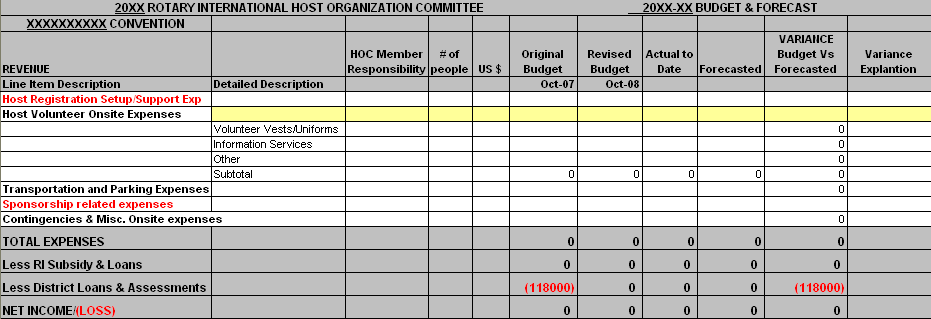 20XX ROTARY INTERNATIONAL HOST ORGANIZATION COMMITTEE 20XX-XX BUDGET & FORECAST
XXXXXXXXXX CONVENTION
REVENUE HOC Member Responsibility # of people US $ Original Budget Revised Budget Actual to Date Forecasted VARIANCE Budget Vs Forecasted Variance Explantion
Line Item Description Detailed Description Oct-07 Oct-08
Host Registration Setup/Support Exp
Host Volunteer Onsite Expenses
Volunteer Vests/Uniforms 0
Information Services 0
Other 0
Subtotal 0 0 0 0 0
Transportation and Parking Expenses 0
Sponsorship related expenses
Contingencies & Misc. Onsite expenses 0
TOTAL EXPENSES 0 0 0 0 0
Less RI Subsidy & Loans 0 0 0 0 0
Less District Loans & Assessments (118000) 0 0 0 (118000)
NET INCOME/(LOSS) 0 0 0 0 0